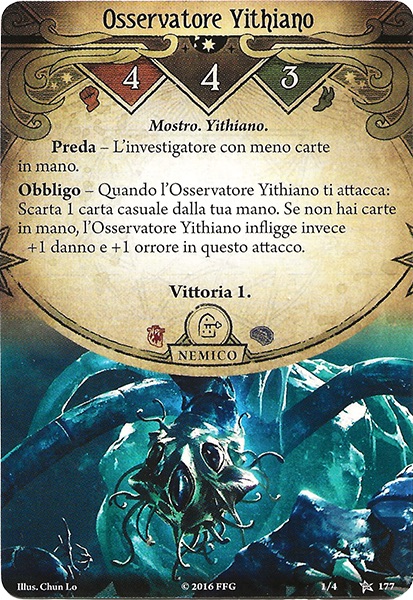 Osservatore Yithiano
4 4 3
Mostro. Yithiano.
Preda – L’investigatore con meno carte
in mano.
Obbligo – Quando l’Osservatore Yithiano ti attacca:
Scarta 1 carta casuale dalla tua mano. Se non hai carte
in mano, l’Osservatore Yithiano infligge invece
+1 danno e +1 orrore in questo attacco.
Vittoria 1.
NEMICO
Illus. Chun Lo
© 2016 FFG
1/4
177